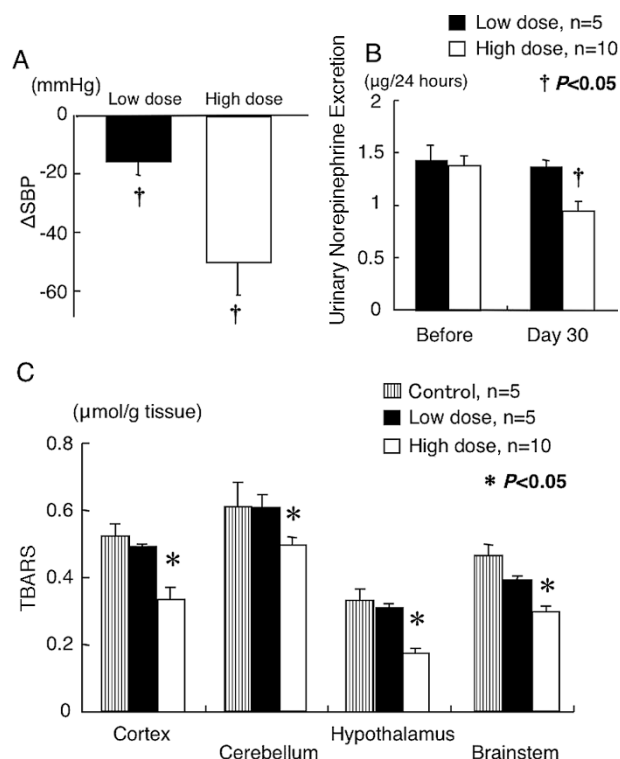 Low dose, n=5
High dose, n=10
A
(mmHg)
Low dose
High dose
0
-20
-40
-60
ΔSBP
†
†
B
(μg/24 hours)
† P<0.05
Urinary Norepinephrine Excretion
2
1.5
1
0.5
0
†
Before
Day 30
C
(μmol/g tissue)
Control, n=5
Low dose, n=5
High dose, n=10
* P<0.05
TBARS
0.8
0.6
0.4
0.2
0
*
*
*
*
Cortex
Cerebellum
Hypothalamus
Brainstem